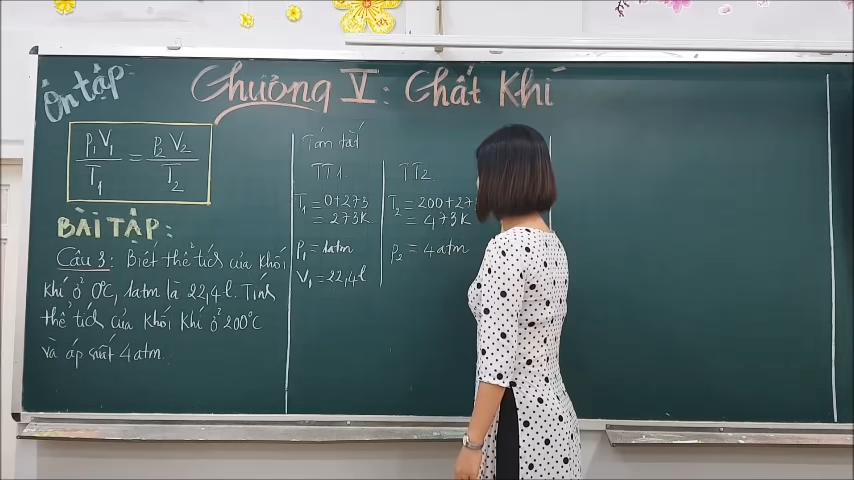 Ôn tập
Chương V: Chất Khí
p₁V₁ / T₁ = p₂V₂ / T₂
BÀI TẬP:
Câu 3: Biết thể tích của khối
khí ở 0°C, 1atm là 22,4l. Tính
thể tích của khối khí ở 200°C
và áp suất 4atm.
Tóm tắt
TT1.
T₁ = 0+273
= 273K
p₁ = 1atm
V₁ = 22,4l
TT2.
T₂ = 200+27
= 473K
p₂ = 4atm